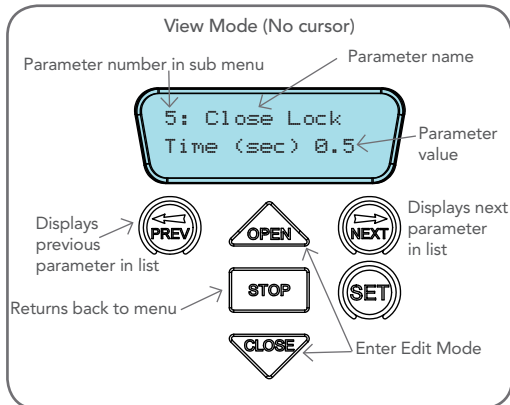 View Mode (No cursor)
Parameter number in sub menu
Parameter name
5: Close Lock
Time (sec) 0.5
Parameter
value
Displays
previous
parameter in list
PREV
OPEN
NEXT
Displays next
parameter
in list
Returns back to menu
STOP
SET
CLOSE
Enter Edit Mode